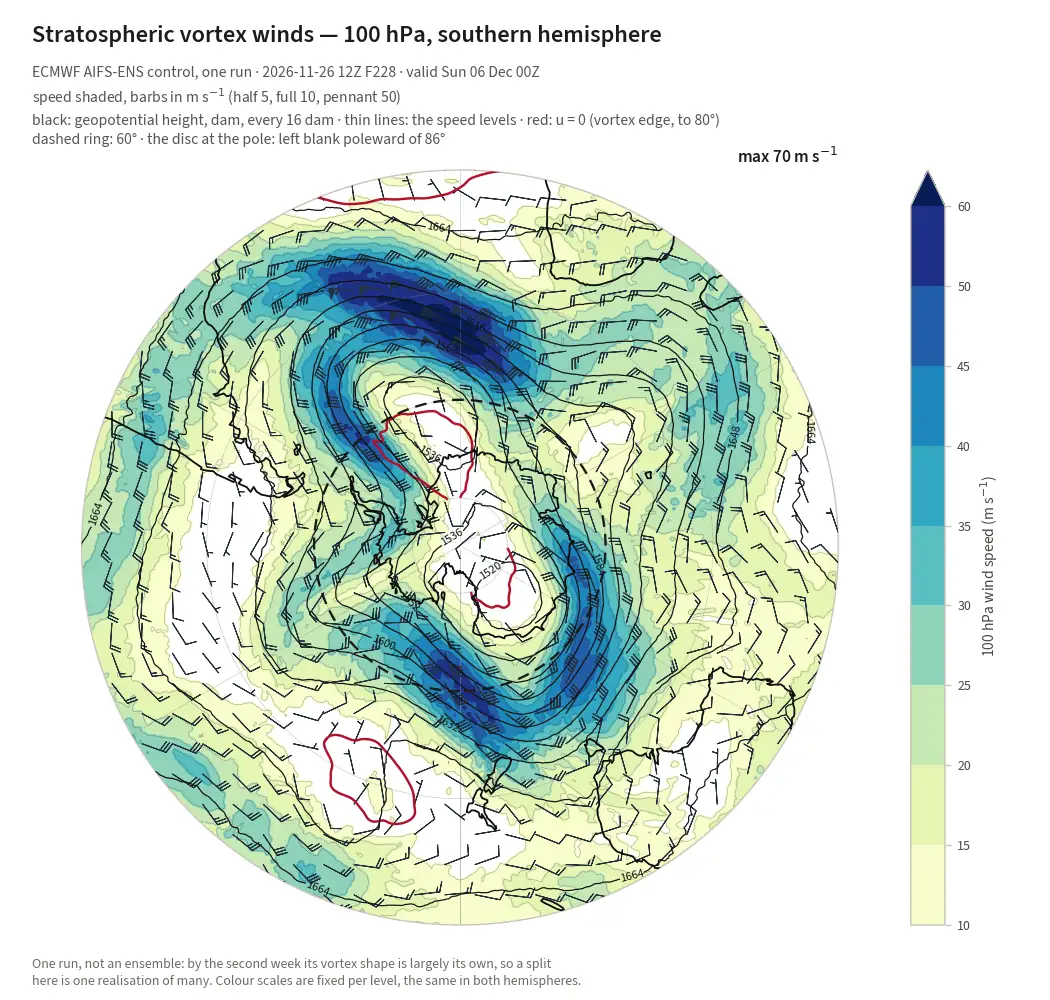 Stratospheric vortex winds — 100 hPa, southern hemisphere
ECMWF AIFS-ENS control, one run · 2026-11-26 12Z F228 · valid Sun 06 Dec 00Z
speed shaded, barbs in m s⁻¹ (half 5, full 10, pennant 50)
black: geopotential height, dam, every 16 dam · thin lines: the speed levels · red: u = 0 (vortex edge, to 80°)
dashed ring: 60° · the disc at the pole: left blank poleward of 86°
max 70 m s⁻¹
60
50
45
40
35
30
25
20
15
10
100 hPa wind speed (m s⁻¹)
1664
1648
1664
1536
1664
1536
1520
1600
1632
1664
1664
One run, not an ensemble: by the second week its vortex shape is largely its own, so a split
here is one realisation of many. Colour scales are fixed per level, the same in both hemispheres.